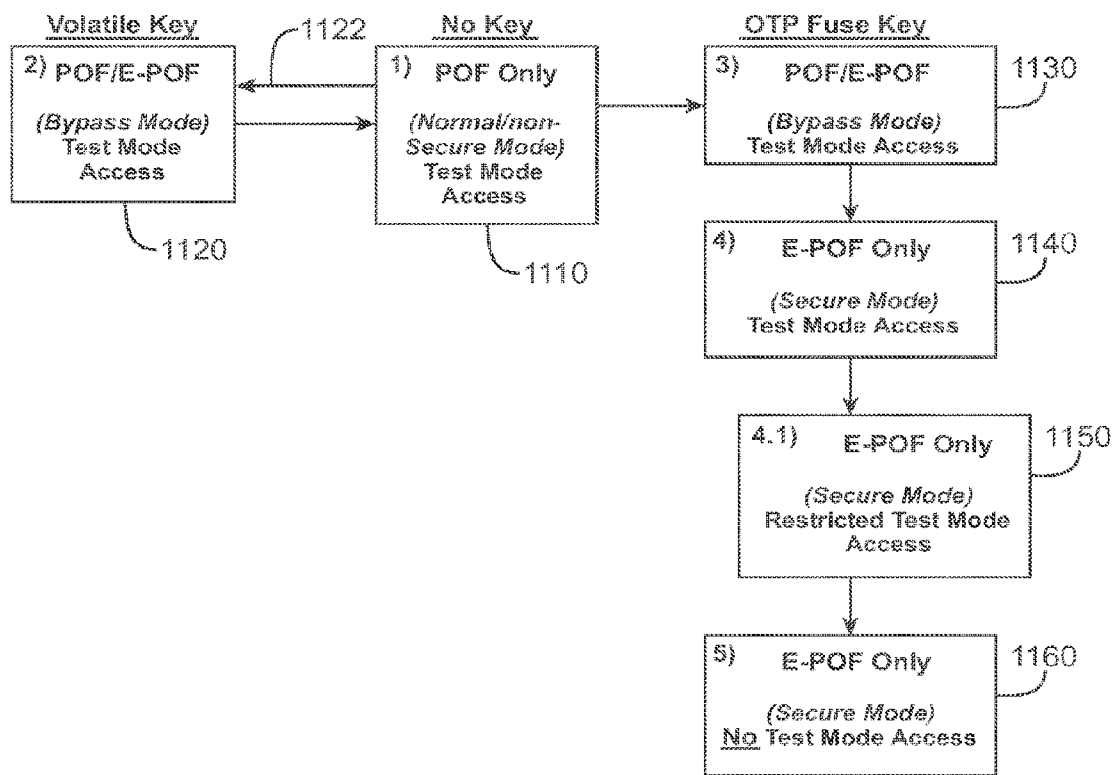 Volatile Key
2) POF/E-POF
(Bypass Mode)
Test Mode
Access
1120
1122
No Key
1) POF Only
(Normal/non-
Secure Mode)
Test Mode
Access
1110
OTP Fuse Key
3) POF/E-POF
(Bypass Mode)
Test Mode Access
1130
4) E-POF Only
(Secure Mode)
Test Mode Access
1140
4.1) E-POF Only
(Secure Mode)
Restricted Test Mode
Access
1150
5) E-POF Only
(Secure Mode)
No Test Mode Access
1160